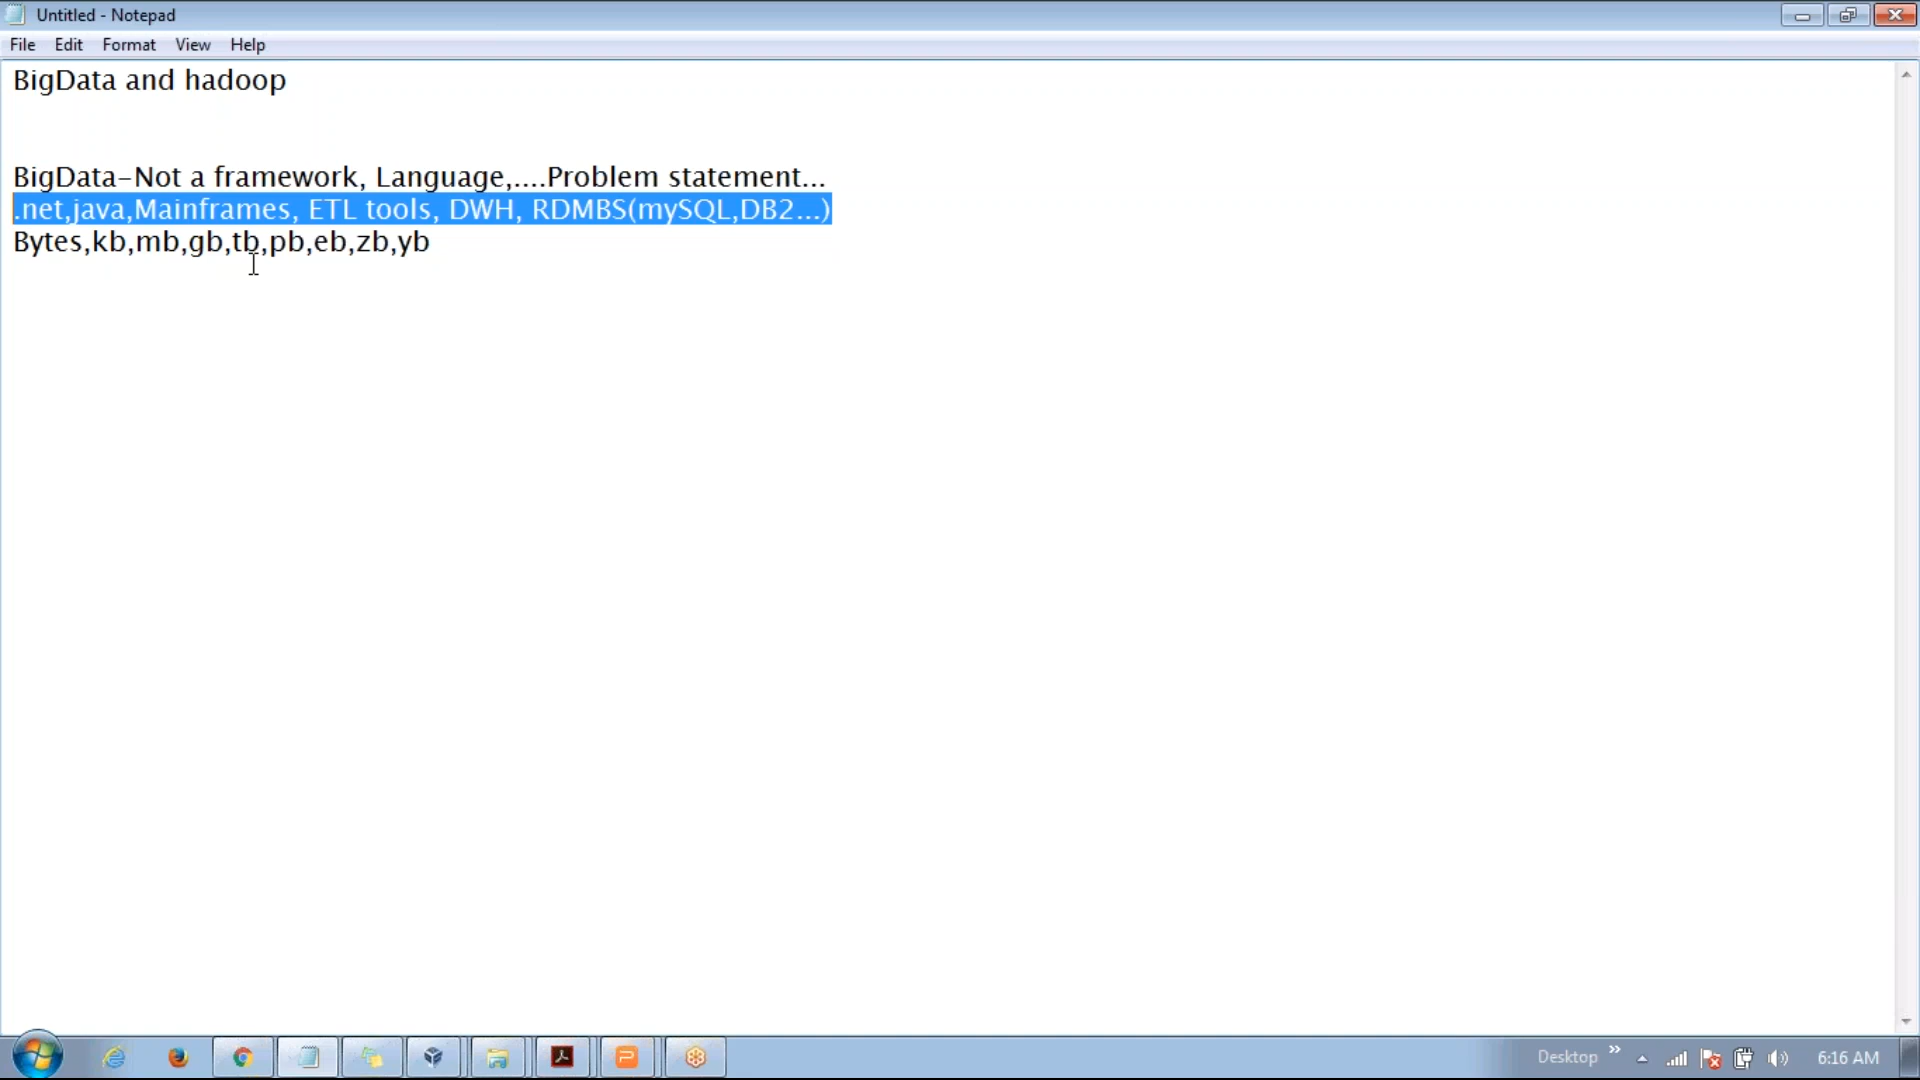 Untitled - Notepad
File Edit Format View Help
BigData and hadoop
BigData-Not a framework, Language,....Problem statement...
.net,java,Mainframes, ETL tools, DWH, RDMBS(mySQL,DB2...)
Bytes,kb,mb,gb,tb,pb,eb,zb,yb
Desktop
6:16 AM